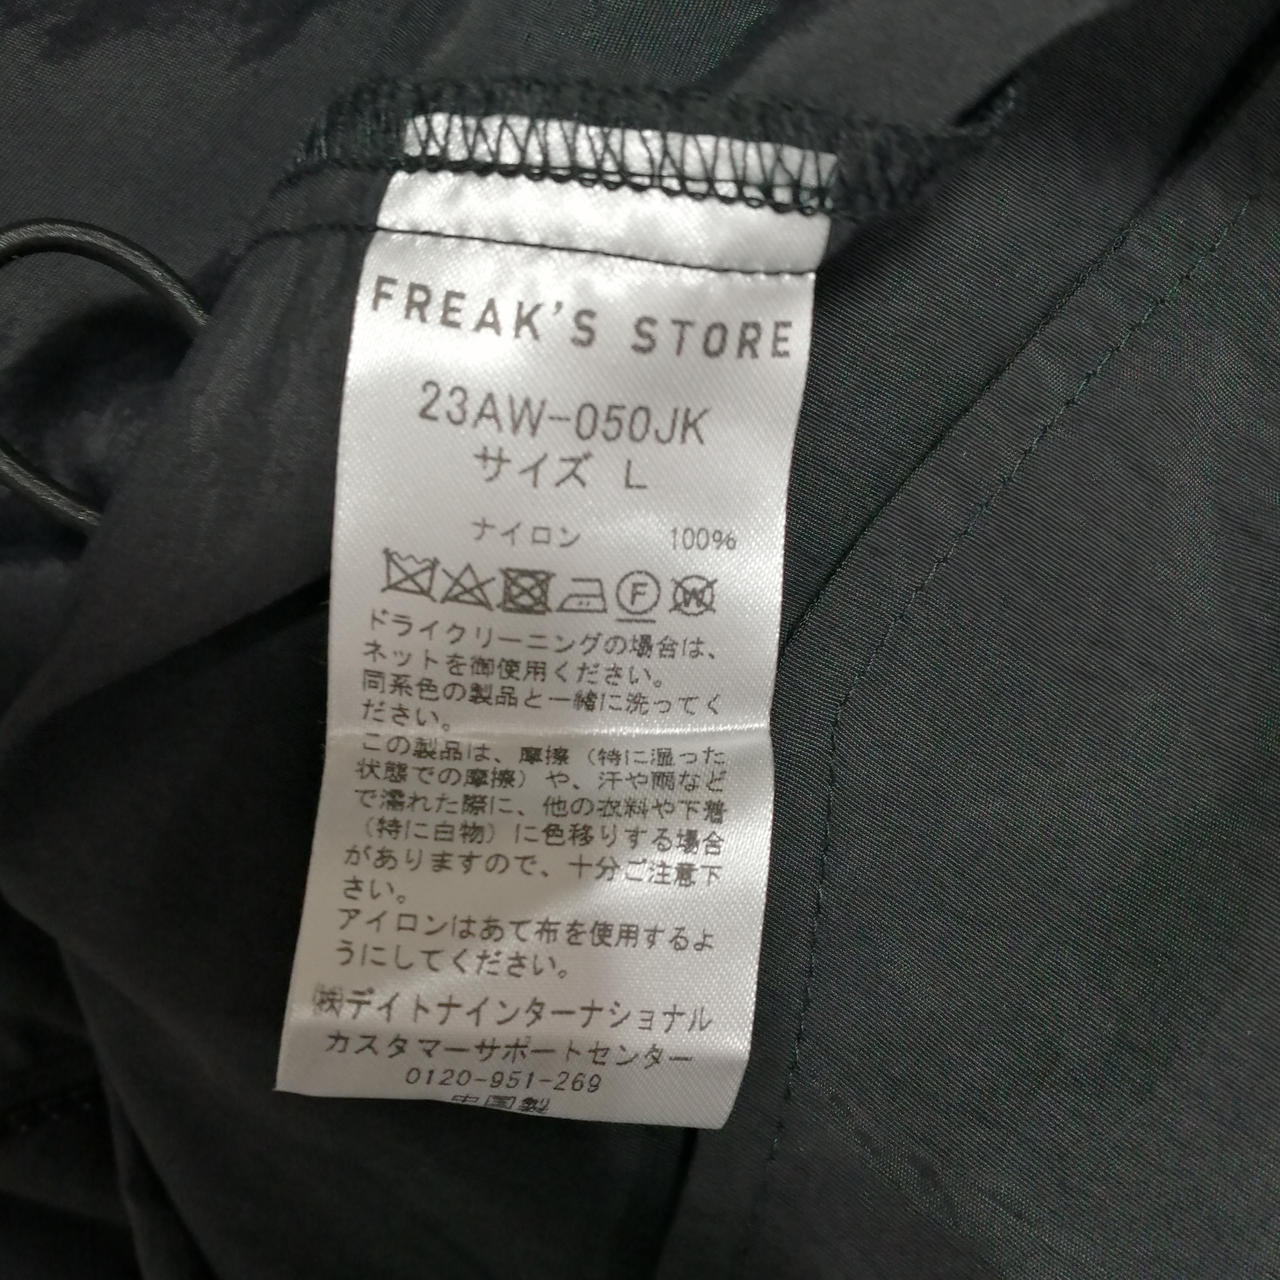 FREAK'S STORE
23AW-050JK
サイズ L
ナイロン 100%
F W
ドライクリーニングの場合は、
ネットを御使用ください。
同系色の製品と一緒に洗ってく
ださい。
この製品は、摩擦（特に湿った
状態での摩擦）や、汗や雨など
で濡れた際に、他の衣料や下着
（特に白物）に色移りする場合
がありますので、十分ご注意下
さい。
アイロンはあて布を使用するよ
うにしてください。
㈱デイトナインターナショナル
カスタマーサポートセンター
0120-951-269
中国製